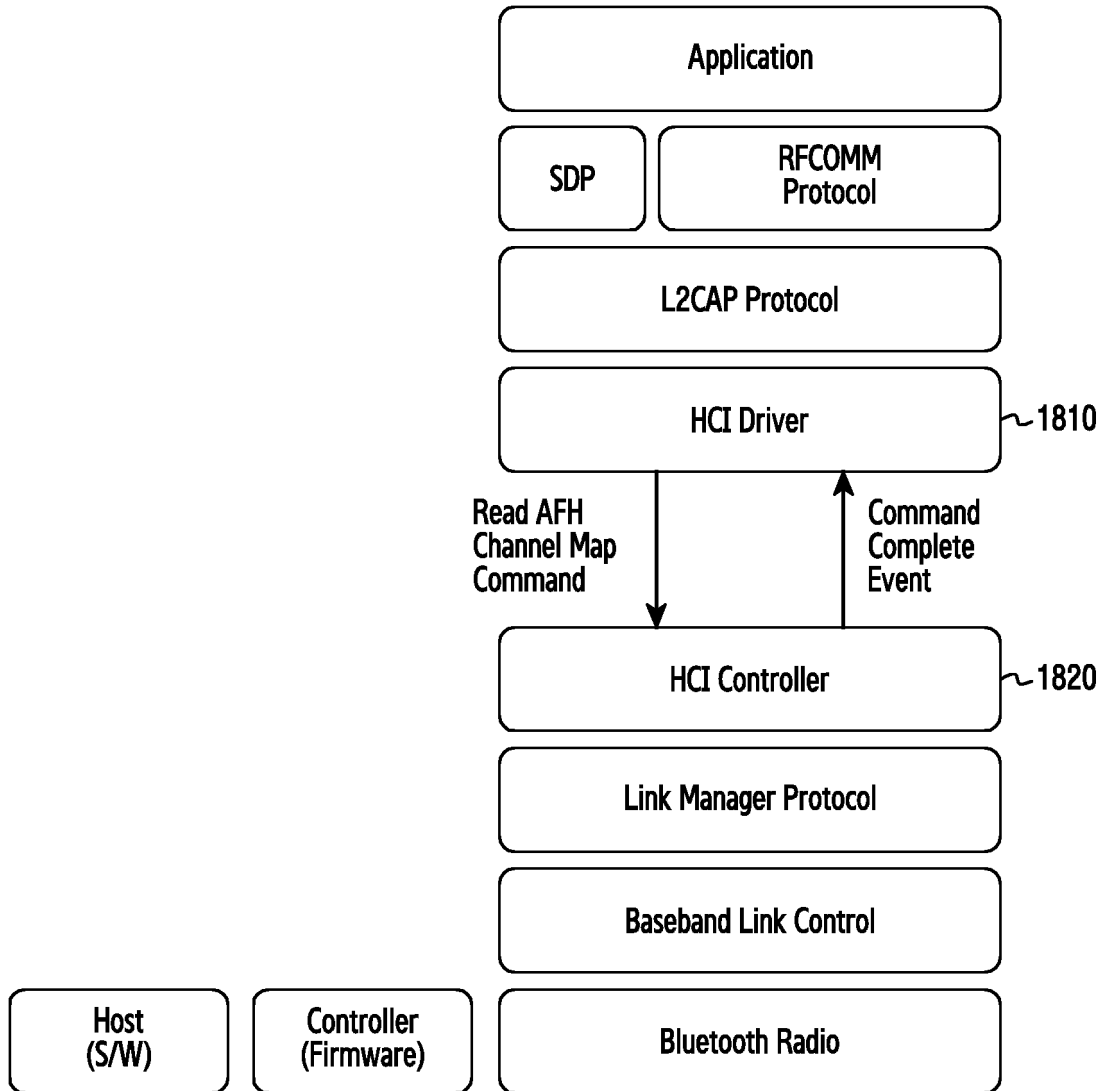 Application
SDP
RFCOMM
Protocol
L2CAP Protocol
HCI Driver
1810
Read AFH
Channel Map
Command
Command
Complete
Event
HCI Controller
1820
Link Manager Protocol
Baseband Link Control
Host
(S/W)
Controller
(Firmware)
Bluetooth Radio